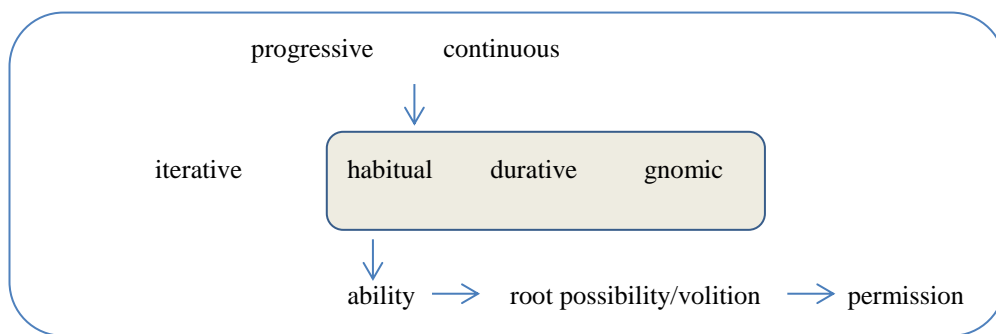 progressive continuous
iterative habitual durative gnomic
ability root possibility/volition permission